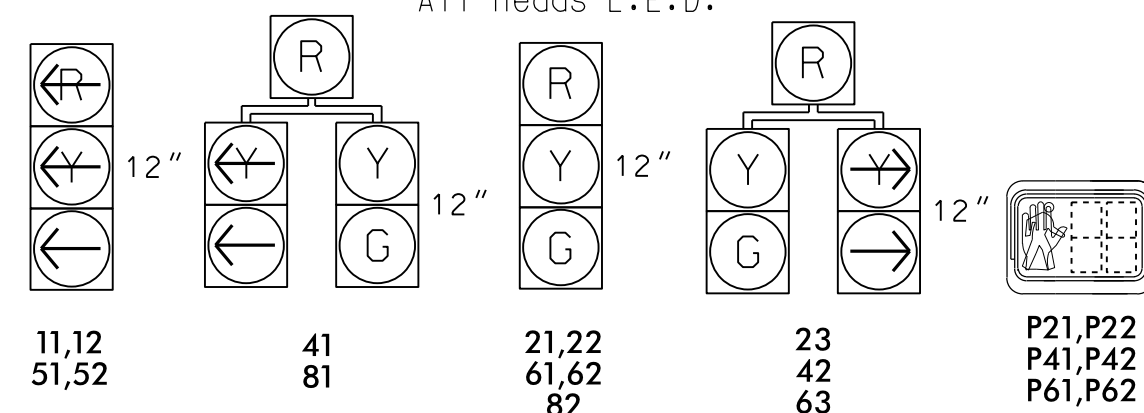 All Heads L.E.D.
R
Y
12"
R
Y Y
G
12"
R
Y
G
12"
R
Y Y
G
12"
11,12
51,52
41
81
21,22
61,62
82
23
42
63
P21,P22
P41,P42
P61,P62